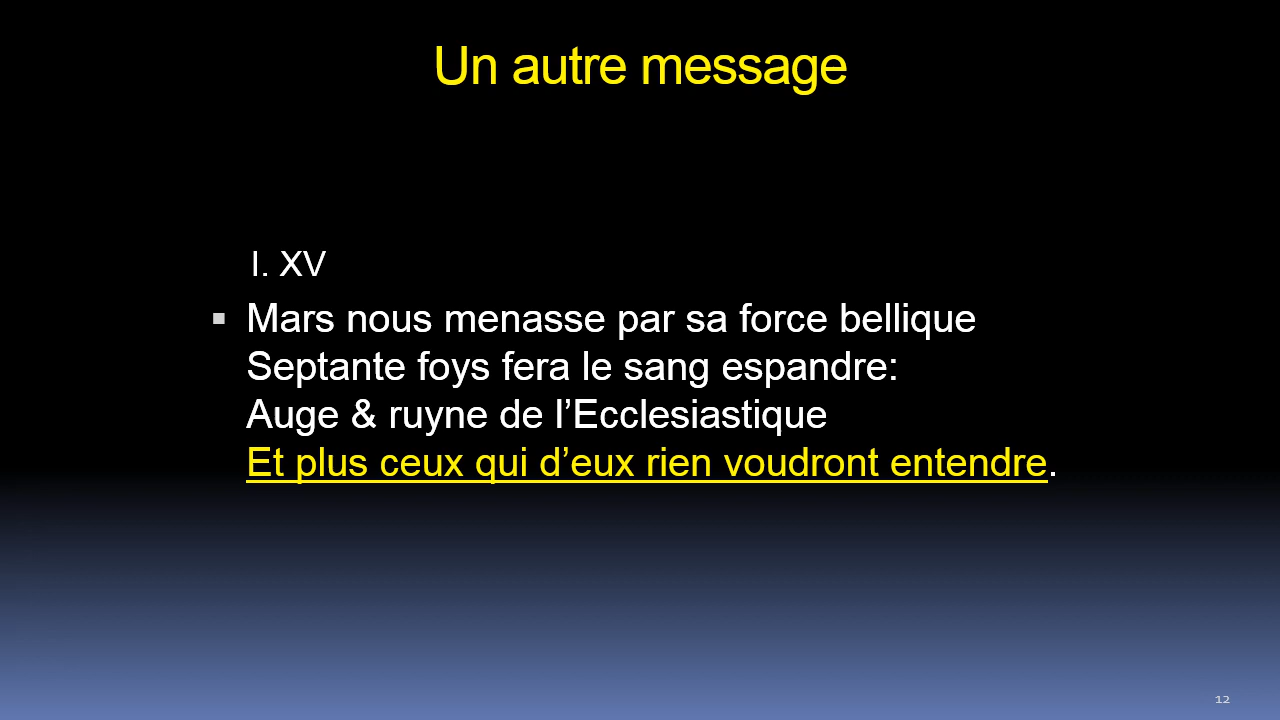 Un autre message
I. XV
▪ Mars nous menasse par sa force bellique
Septante foys fera le sang espandre:
Auge & ruyne de l’Ecclesiastique
Et plus ceux qui d’eux rien voudront entendre.
12